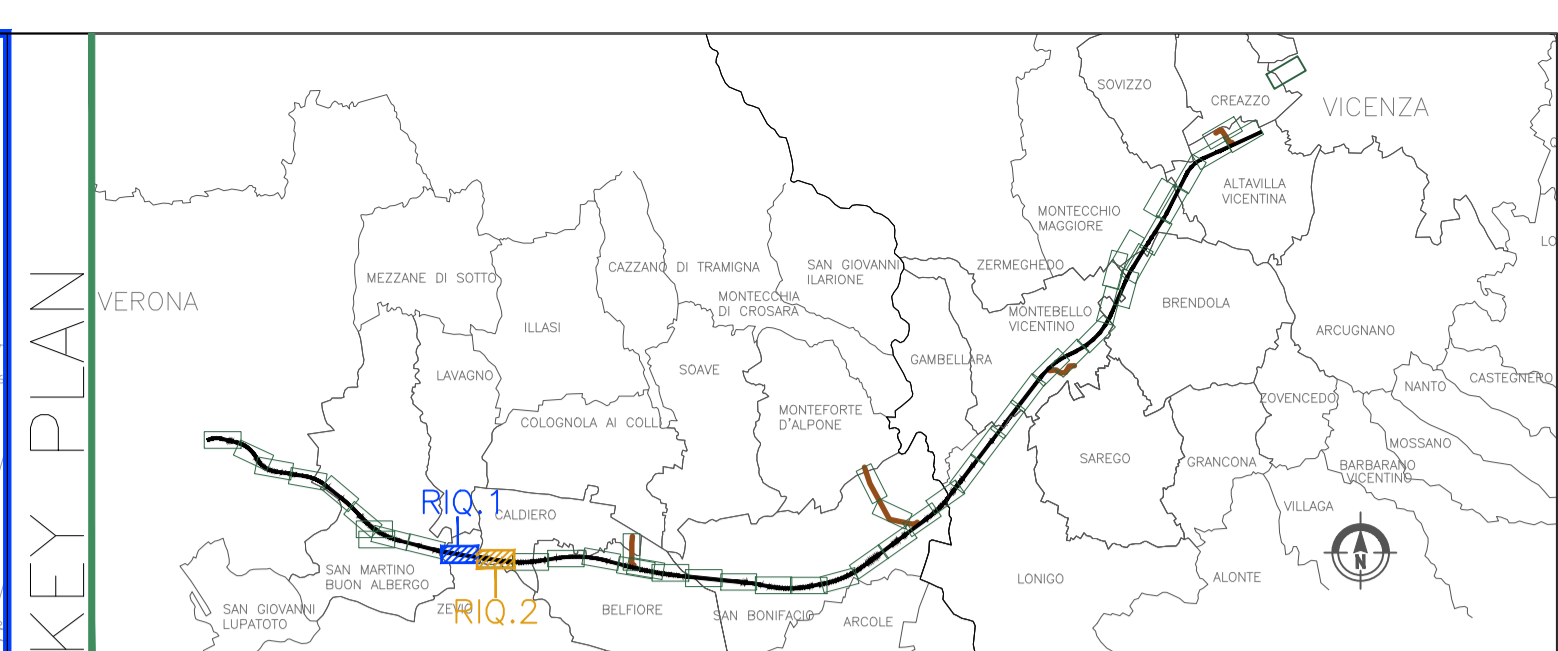 KEY PLAN
SOVIZZO
CREAZZO
VICENZA
ALTAVILLA
VICENTINA
MONTECCHIO
MAGGIORE
VERONA
MEZZANE DI SOTTO
CAZZANO DI TRAMIGNA
SAN GIOVANNI
ILARIONE
ZERMEGHEDO
MONTECCHIA
DI CROSARA
ILLASI
MONTEBELLO
VICENTINO
BRENDOLA
ARCUGNANO
LAVAGNO
SOAVE
GAMBELLARA
NANTO
CASTEGNERO
ZOVENCEDO
COLOGNOLA AI COLLI
MONTEFORTE
D'ALPONE
MOSSANO
SAREGO
GRANCONA
BARBARANO
VICENTINO
RIQ.1
CALDIERO
VILLAGA
N
SAN MARTINO
BUON ALBERGO
LONIGO
ALONTE
SAN GIOVANNI
LUPATOTO
ZEVIO
RIQ.2
BELFIORE
SAN BONIFACIO
ARCOLE